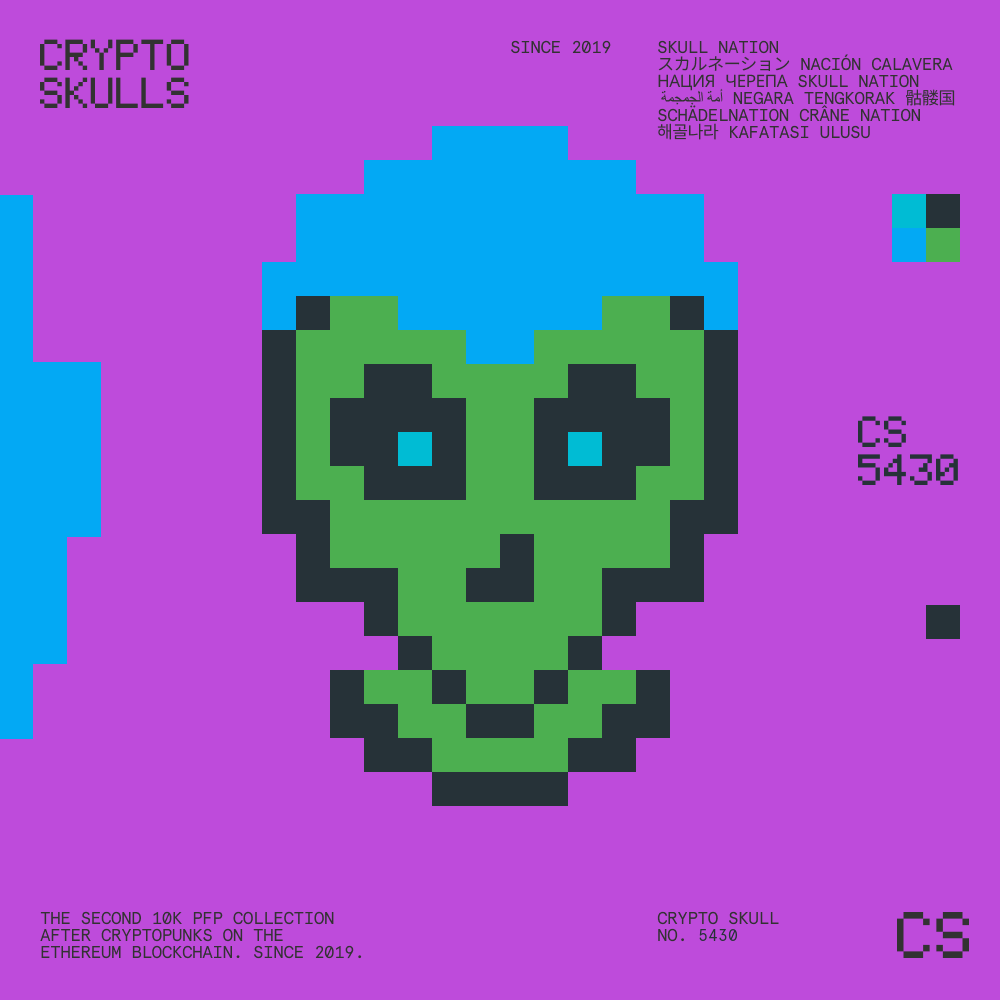 CRYPTO
SKULLS
SINCE 2019
SKULL NATION
スカルネーション NACIÓN CALAVERA
НАЦИЯ ЧЕРЕПА SKULL NATION
أمة الجمجمة NEGARA TENGKORAK 骷髅国
SCHÄDELNATION CRÂNE NATION
해골나라 KAFATASI ULUSU
CS
5430
THE SECOND 10K PFP COLLECTION
AFTER CRYPTOPUNKS ON THE
ETHEREUM BLOCKCHAIN. SINCE 2019.
CRYPTO SKULL
NO. 5430
CS